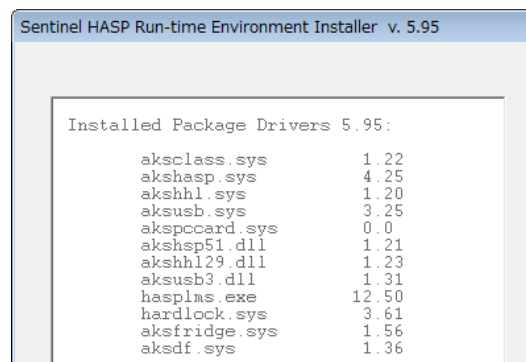 Sentinel HASP Run-time Environment Installer v. 5.95
Installed Package Drivers 5.95:
aksclass.sys 1.22
akshasp.sys 4.25
akshhl.sys 1.20
aksusb.sys 3.25
akspccard.sys 0.0
akshsp51.dll 1.21
akshhl29.dll 1.23
aksusb3.dll 1.31
hasplms.exe 12.50
hardlock.sys 3.61
aksfridge.sys 1.56
aksdf.sys 1.36